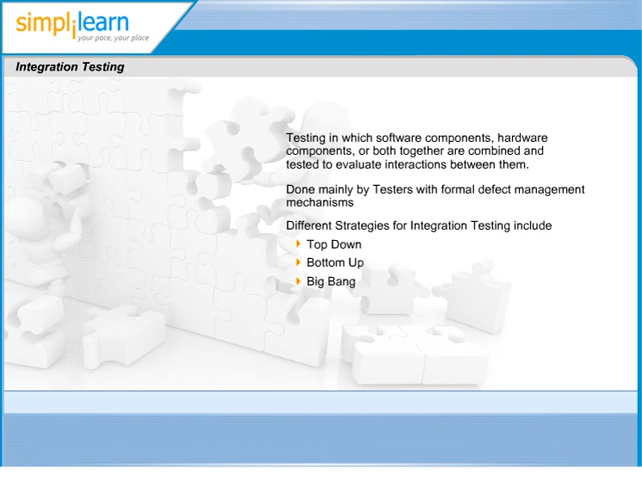 simplilearn
your pace, your place
Integration Testing
Testing in which software components, hardware
components, or both together are combined and
tested to evaluate interactions between them.
Done mainly by Testers with formal defect management
mechanisms
Different Strategies for Integration Testing include
Top Down
Bottom Up
Big Bang